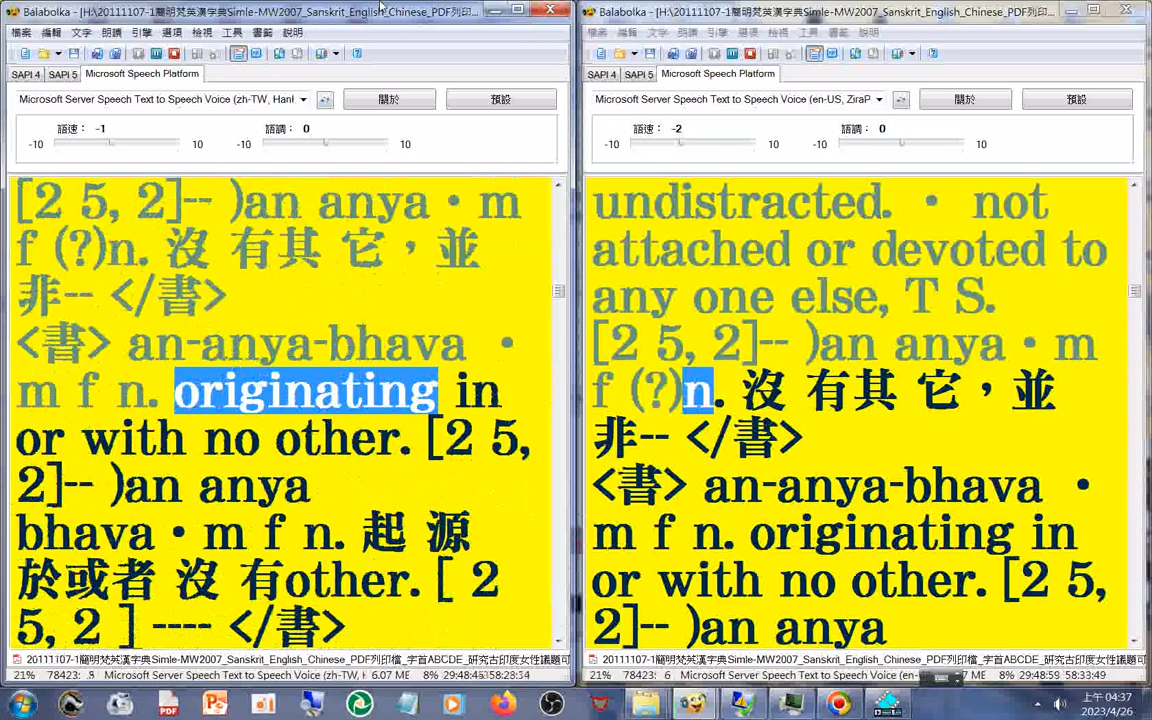 Balabolka - [H:\20111107-1簡明梵英漢字典Simle-MW2007_Sanskrit_English_Chinese_PDF列印...
檔案 編輯 文字 朗讀 引擎 選項 檢視 工具 書籤 說明
SAPI 4 SAPI 5 Microsoft Speech Platform
Microsoft Server Speech Text to Speech Voice (zh-TW, Hanl
關於 預設
語速： -1 語調： 0
-10 10 -10 10
[2 5, 2]-- )an anya・m
f (?)n. 沒 有其 它，並
非-- </書>
<書> an-anya-bhava ・
m f n. originating in
or with no other. [2 5,
2]-- )an anya
bhava・m f n. 起 源
於或者 沒 有other. [ 2
5, 2 ] ---- </書>
20111107-1簡明梵英漢字典Simle-MW2007_Sanskrit_English_Chinese_PDF列印檔_字首ABCDE_研究古印度女性議題可
21% 78423: .8 Microsoft Server Speech Text to Speech Voice (zh-TW, H 6.07 MB 8% 29:48:45 58:28:34
Balabolka - [H:\20111107-1簡明梵英漢字典Simle-MW2007_Sanskrit_English_Chinese_PDF列印...
檔案 編輯 文字 朗讀 引擎 選項 檢視 工具 書籤 說明
SAPI 4 SAPI 5 Microsoft Speech Platform
Microsoft Server Speech Text to Speech Voice (en-US, ZiraP
關於 預設
語速： -2 語調： 0
-10 10 -10 10
undistracted. ・ not
attached or devoted to
any one else, T S.
[2 5, 2]-- )an anya・m
f (?)n. 沒 有其 它，並
非-- </書>
<書> an-anya-bhava ・
m f n. originating in
or with no other. [2 5,
2]-- )an anya
20111107-1簡明梵英漢字典Simle-MW2007_Sanskrit_English_Chinese_PDF列印檔_字首ABCDE_研究古印度女性議題可
21% 78423: 6 Microsoft Server Speech Text to Speech Voice 8% 29:48:59 58:33:49
上午 04:37
2023/4/26